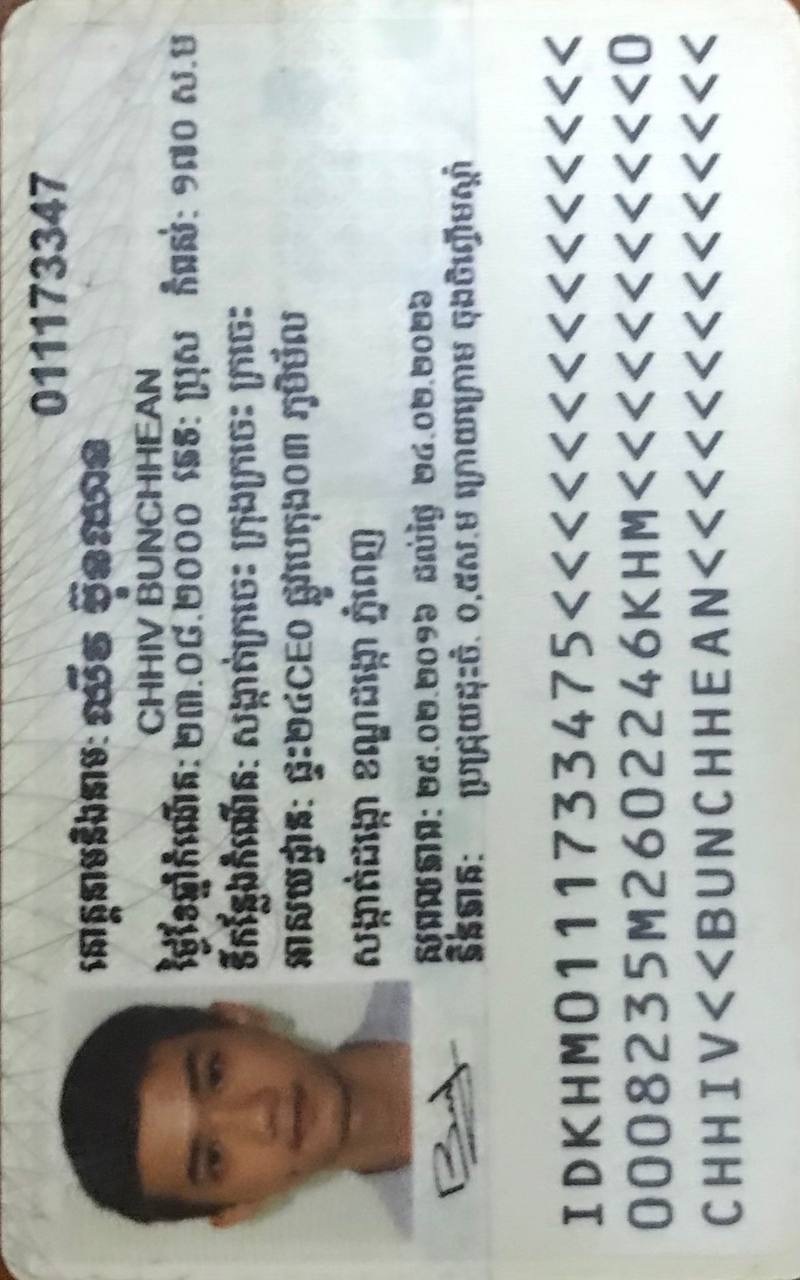 011173347
គោត្តនាមនិងនាម: ឈីវ ប៊ុនឈាន
CHHIV BUNCHHEAN
ថ្ងៃខែឆ្នាំកំណើត: ២៣.០៨.២០០០ ភេទ: ប្រុស កំពស់: ១៧០ ស.ម
ទីកន្លែងកំណើត: សង្កាត់ក្រចេះ ក្រុងក្រចេះ ក្រចេះ
អាសយដ្ឋាន: ផ្ទះ២៤CE0 ផ្លូវបេតុង០៣ ភូមិម័ល
សង្កាត់ដង្កោ ខណ្ឌដង្កោ ភ្នំពេញ
សុពលភាព: ២៥.០២.២០១៦ ដល់ថ្ងៃ ២៤.០២.២០២៦
ភិនភាគ: ប្រជ្រុយដុះចំ. ០,៥ស.ម ក្រោយក្រោម ចុងចិញ្ចើមស្តាំ
IDKHM0111733475<<<<<<<<<<<<<<<
0008235M2602246KHM<<<<<<<<<<<0
CHHIV<<BUNCHHEAN<<<<<<<<<<<<<<